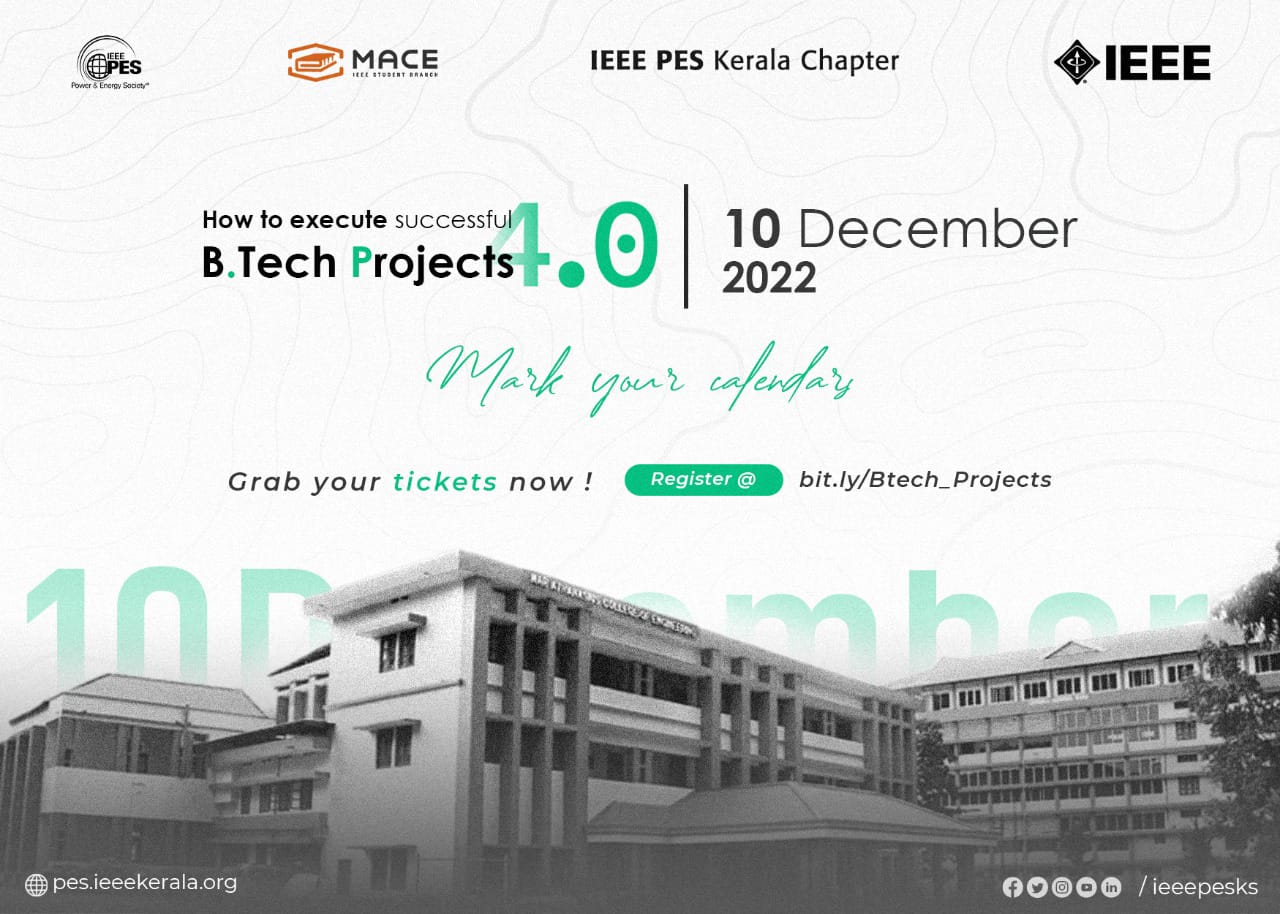 IEEE
PES
Power & Energy Society
MACE
IEEE STUDENT BRANCH
IEEE PES Kerala Chapter
IEEE
How to execute successful
B.Tech Projects
4.0
10 December
2022
Mark your calendars
Grab your tickets now !
Register @
bit.ly/Btech_Projects
10 D ember
MAR ATHANASIUS COLLEGE OF ENGINEERING
pes.ieeekerala.org
/ ieeepesks